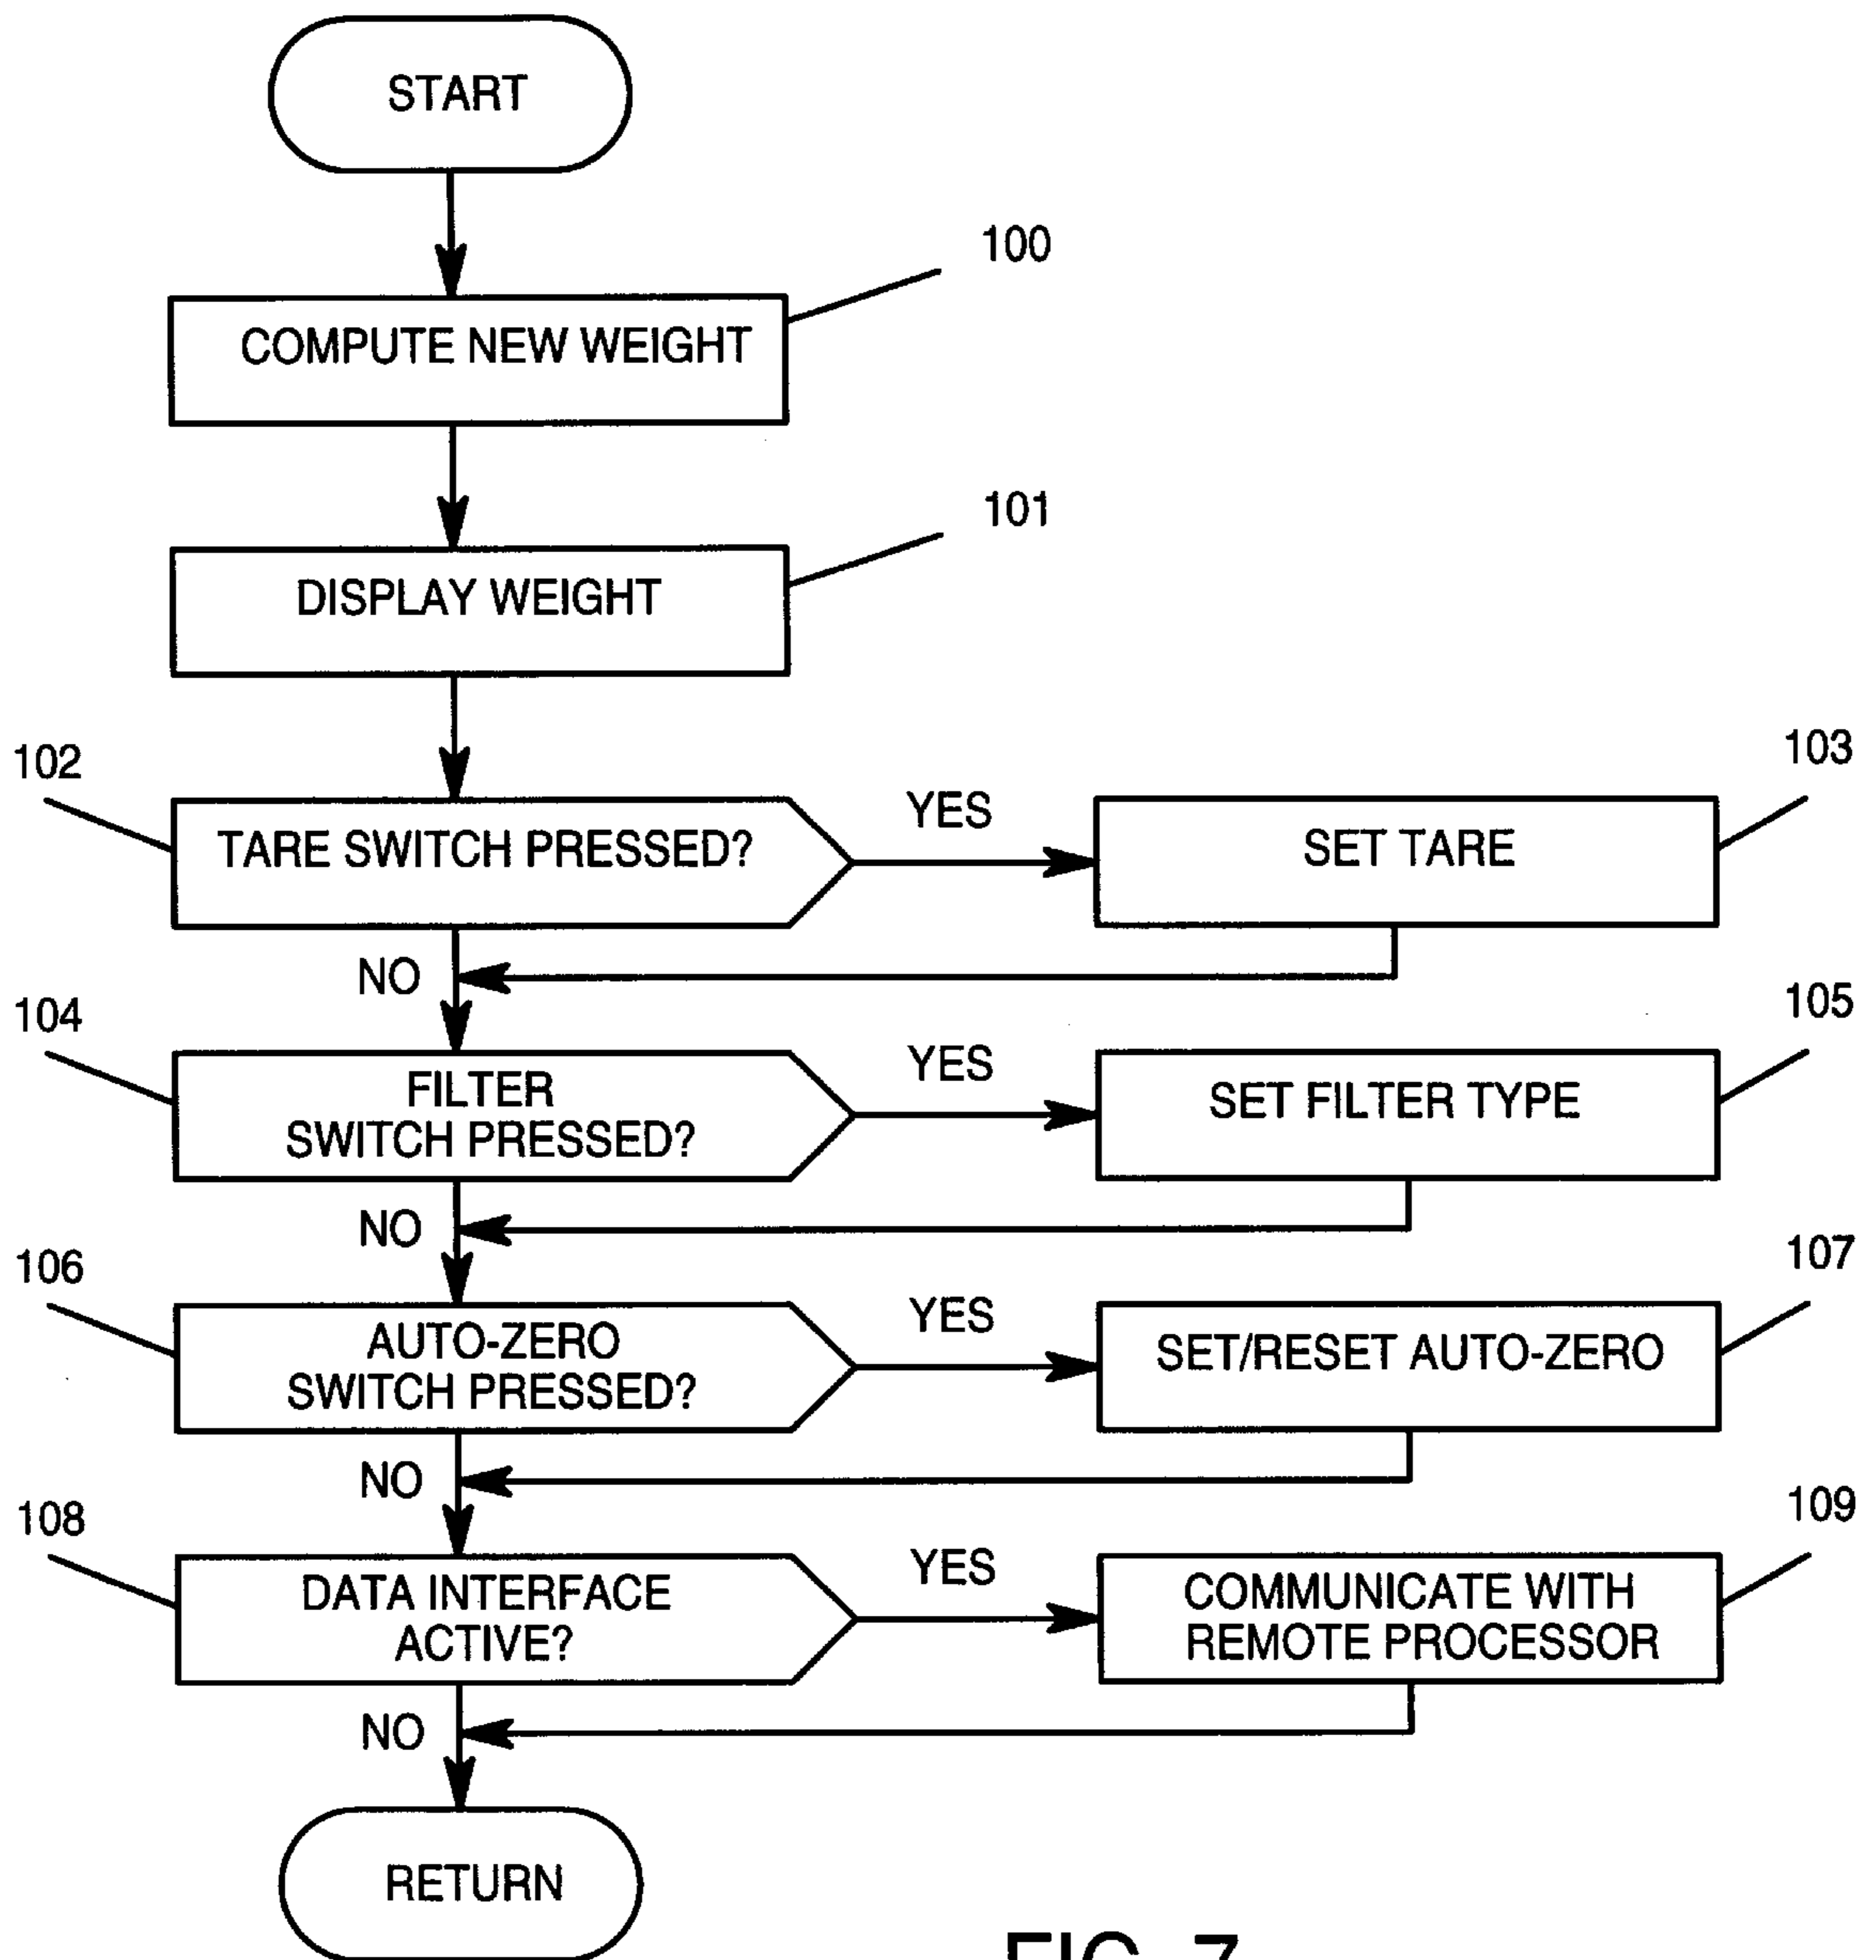 START
100
COMPUTE NEW WEIGHT
101
DISPLAY WEIGHT
102
TARE SWITCH PRESSED?
YES
103
SET TARE
NO
104
FILTER
SWITCH PRESSED?
YES
105
SET FILTER TYPE
NO
106
AUTO-ZERO
SWITCH PRESSED?
YES
107
SET/RESET AUTO-ZERO
NO
108
DATA INTERFACE
ACTIVE?
YES
109
COMMUNICATE WITH
REMOTE PROCESSOR
NO
RETURN
FIG. 7